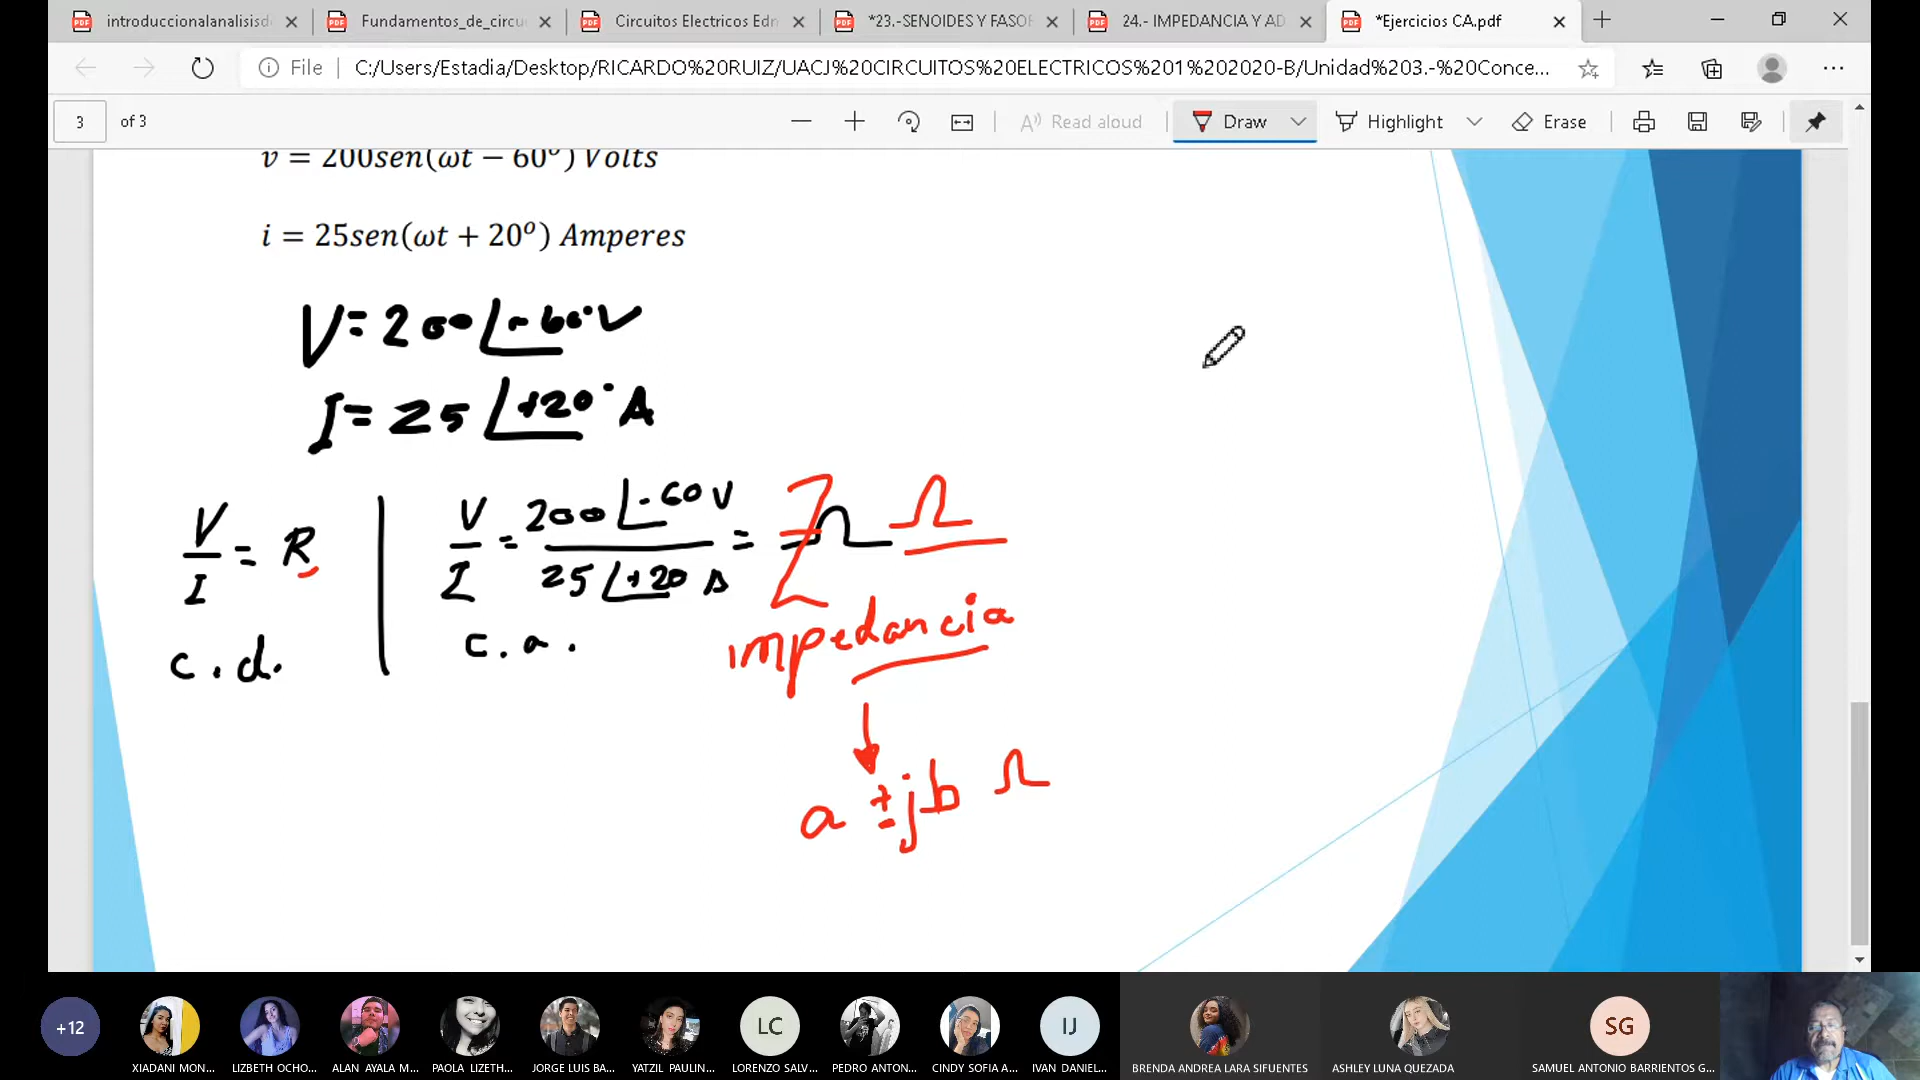 introduccionalanalisisd
Fundamentos_de_circu
Circuitos Electricos Edn
*23.-SENOIDES Y FASOR
24.- IMPEDANCIA Y AD
*Ejercicios CA.pdf
File
C:/Users/Estadia/Desktop/RICARDO%20RUIZ/UACJ%20CIRCUITOS%20ELECTRICOS%201%202020-B/Unidad%203.-%20Conce...
3 of 3
Read aloud
Draw
Highlight
Erase
v = 200sen(ωt − 60º) Volts
i = 25sen(ωt + 20º) Amperes
V = 200 ∠-60° V
I = 25 ∠+20° A
V/I = R
V/I = 200∠-60 V / 25∠+20 A = Z Ω Ω
c.d.
c.a.
impedancia
a ± jb Ω
+12
LC
IJ
SG
XIADANI MON...
LIZBETH OCHO...
ALAN AYALA M...
PAOLA LIZETH...
JORGE LUIS BA...
YATZIL PAULIN...
LORENZO SALV...
PEDRO ANTON...
CINDY SOFIA A...
IVAN DANIEL...
BRENDA ANDREA LARA SIFUENTES
ASHLEY LUNA QUEZADA
SAMUEL ANTONIO BARRIENTOS G...